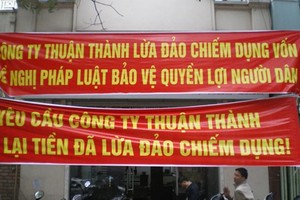 CÔNG TY THUẬN THÀNH LỪA ĐẢO CHIẾM DỤNG VỐN
NGHỊ PHÁP LUẬT BẢO VỆ QUYỀN LỢI NGƯỜI DÂN
YÊU CẦU CÔNG TY THUẬN THÀNH
LẠI TIỀN ĐÃ LỪA ĐẢO CHIẾM DỤNG!